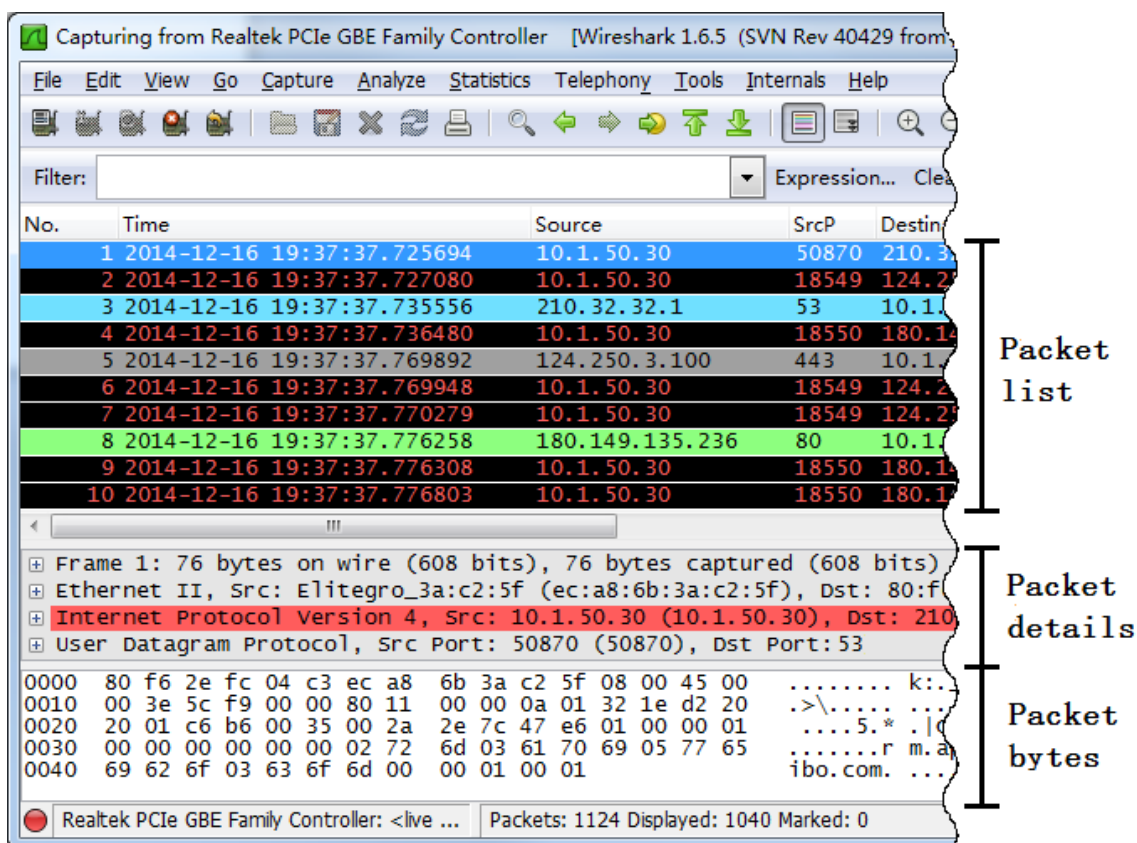 Capturing from Realtek PCIe GBE Family Controller [Wireshark 1.6.5 (SVN Rev 40429 from
File Edit View Go Capture Analyze Statistics Telephony Tools Internals Help
Filter: Expression...
No. Time Source SrcP
1 2014-12-16 19:37:37.725694 10.1.50.30 50870
2 2014-12-16 19:37:37.727080 10.1.50.30 18549
3 2014-12-16 19:37:37.735556 210.32.32.1 53
4 2014-12-16 19:37:37.736480 10.1.50.30 18550
5 2014-12-16 19:37:37.769892 124.250.3.100 443
6 2014-12-16 19:37:37.769948 10.1.50.30 18549
7 2014-12-16 19:37:37.770279 10.1.50.30 18549
8 2014-12-16 19:37:37.776258 180.149.135.236 80
9 2014-12-16 19:37:37.776308 10.1.50.30 18550
10 2014-12-16 19:37:37.776803 10.1.50.30 18550
Packet
list
Frame 1: 76 bytes on wire (608 bits), 76 bytes captured (608 bits)
Ethernet II, Src: Elitegro_3a:c2:5f (ec:a8:6b:3a:c2:5f), Dst: 80:f
Internet Protocol Version 4, Src: 10.1.50.30 (10.1.50.30), Dst: 210
User Datagram Protocol, Src Port: 50870 (50870), Dst Port:53
Packet
details
0000 80 f6 2e fc 04 c3 ec a8 6b 3a c2 5f 08 00 45 00 ........ k:._
0010 00 3e 5c f9 00 00 80 11 00 00 0a 01 32 1e d2 20 .>\..... ....
0020 20 01 c6 b6 00 35 00 2a 2e 7c 47 e6 01 00 00 01 ....5.* .|G
0030 00 00 00 00 00 00 02 72 6d 03 61 70 69 05 77 65 .......r m.a
0040 69 62 6f 03 63 6f 6d 00 00 01 00 01 ibo.com. ....
Packet
bytes
Realtek PCIe GBE Family Controller: <live ... Packets: 1124 Displayed: 1040 Marked: 0